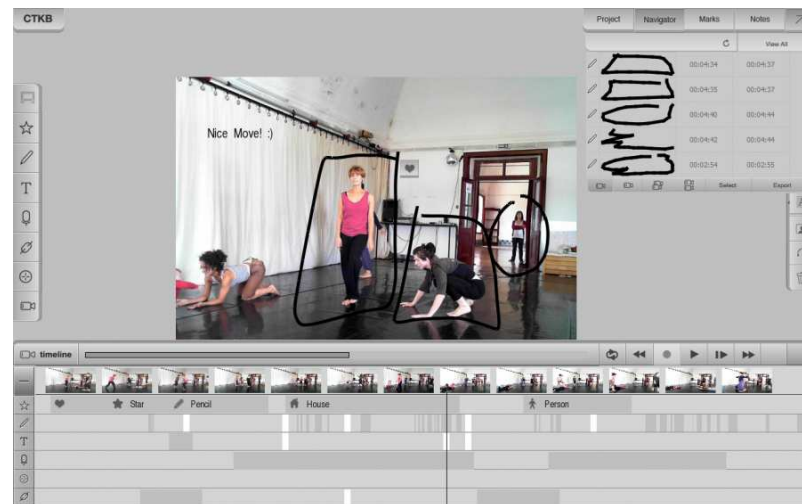 CTKB
Project Navigator Marks Notes
View All
00:04:34 00:04:37
00:04:35 00:04:37
00:04:40 00:04:44
00:04:42 00:04:44
00:02:54 00:02:55
Select Export
Nice Move! :)
T
timeline
Star Pencil House Person
T